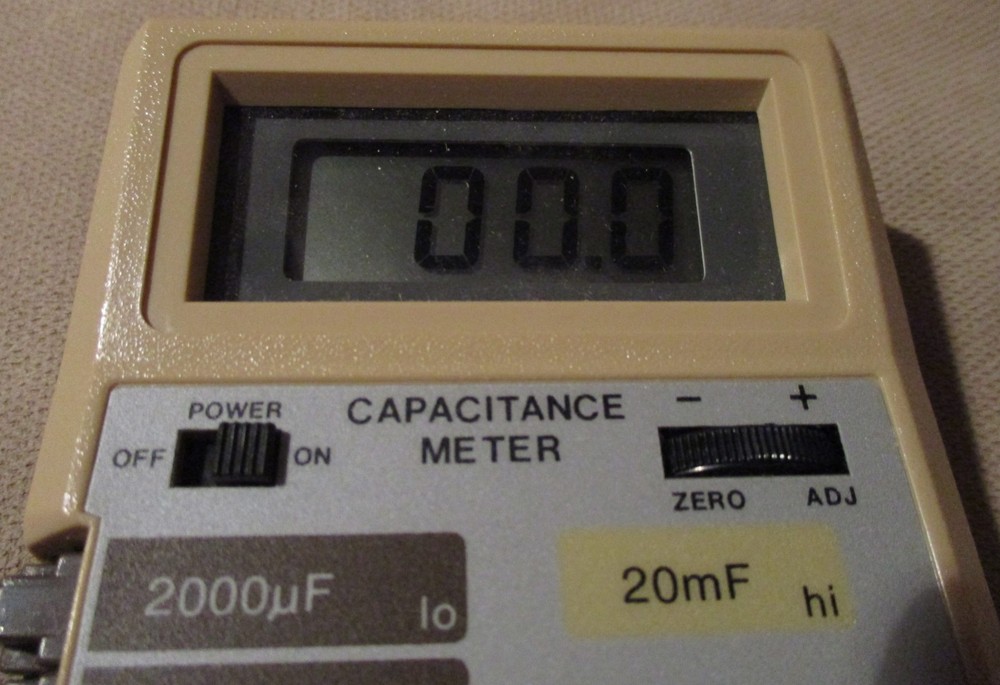 00.0
POWER
OFF ON
CAPACITANCE
METER
- +
ZERO ADJ
2000µF lo
20mF hi